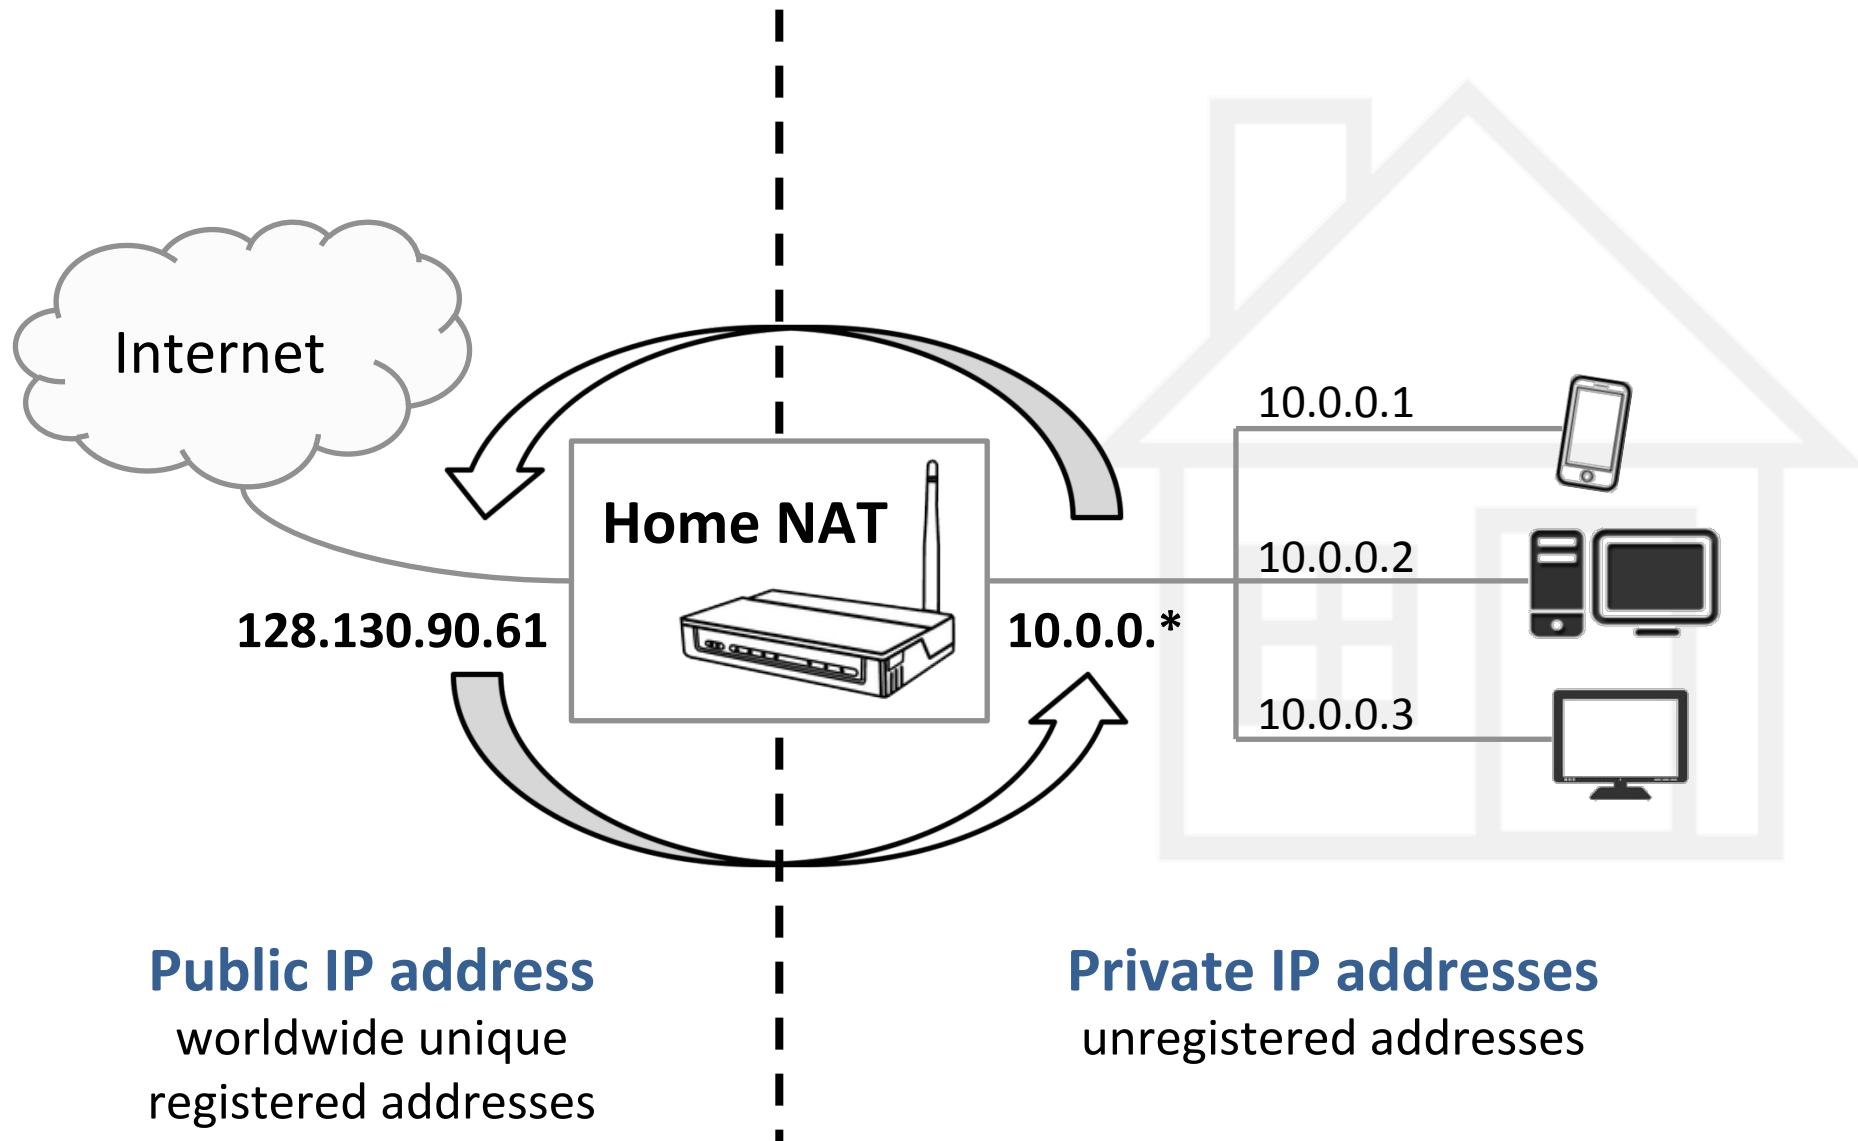 Internet
Home NAT
128.130.90.61
10.0.0.*
10.0.0.1
10.0.0.2
10.0.0.3
Public IP address
worldwide unique
registered addresses
Private IP addresses
unregistered addresses